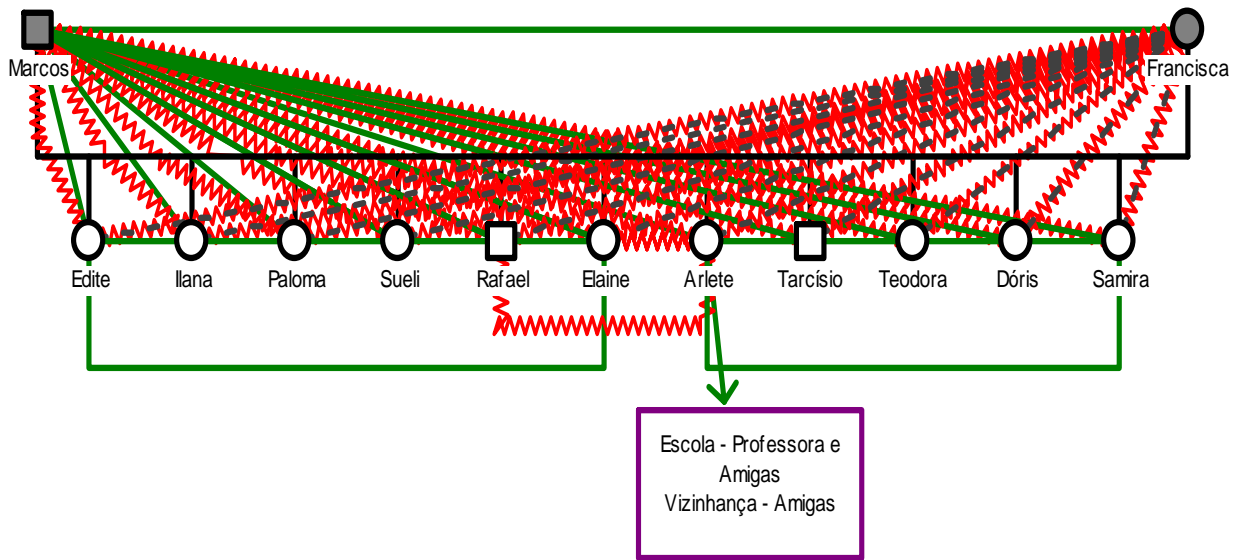 Marcos
Francisca
Edite
Ilana
Paloma
Sueli
Rafael
Elaine
Arlete
Tarcísio
Teodora
Dóris
Samira
Escola - Professora e
Amigas
Vizinhança - Amigas